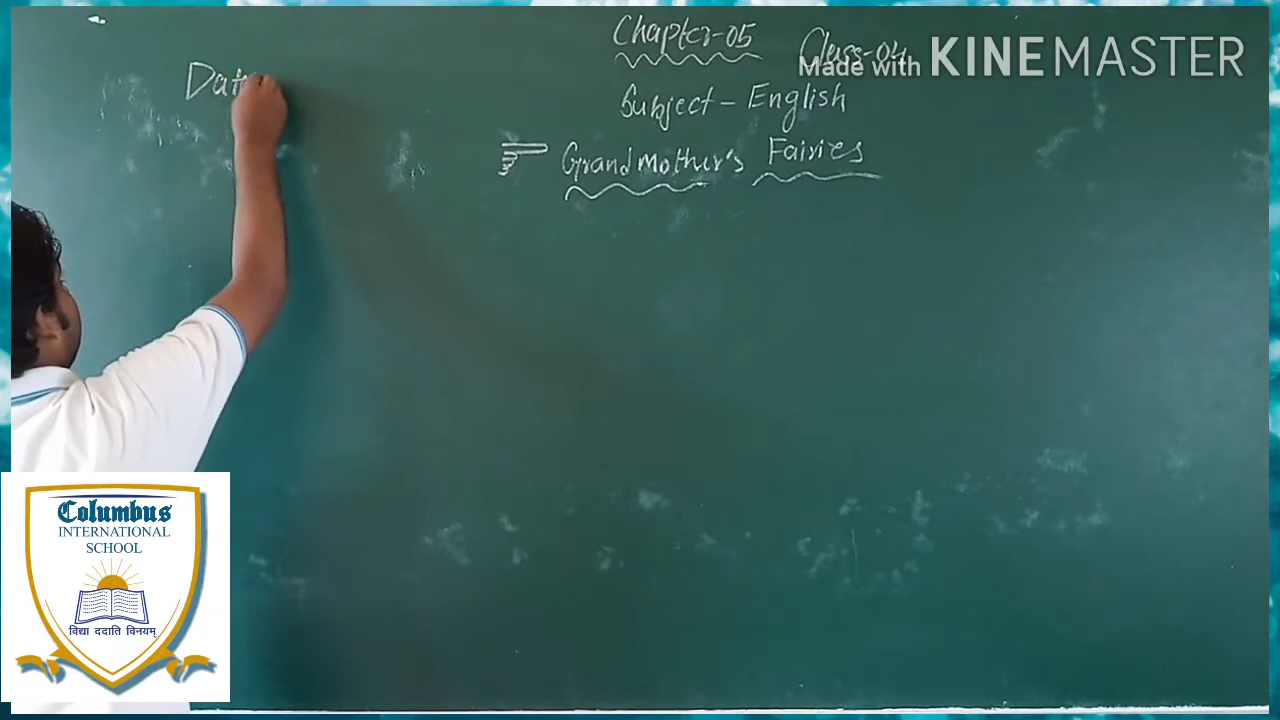 Chapter-05
Class-04
Made with KINEMASTER
Dat
Subject - English
GrandMother's Fairies
Columbus
INTERNATIONAL
SCHOOL
विद्या ददाति विनयम्